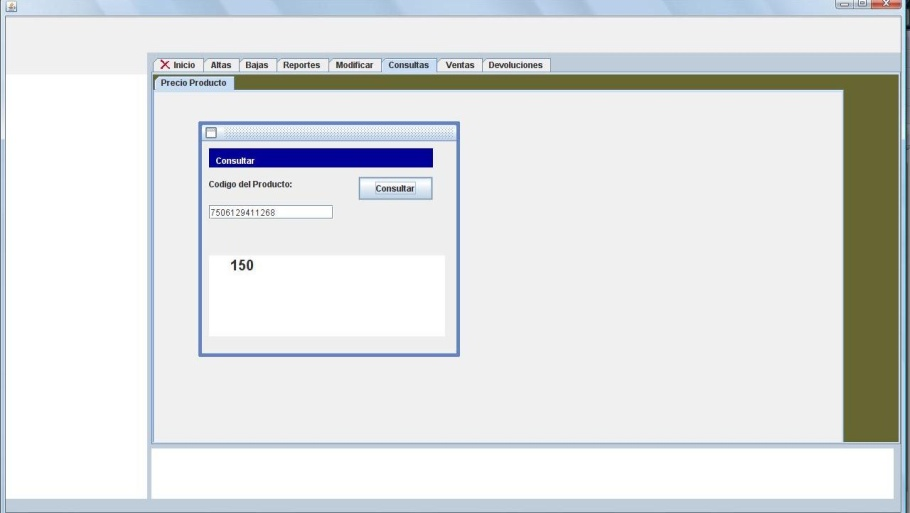 Inicio Altas Bajas Reportes Modificar Consultas Ventas Devoluciones
Precio Producto
Consultar
Codigo del Producto:
Consultar
7506129411268
150